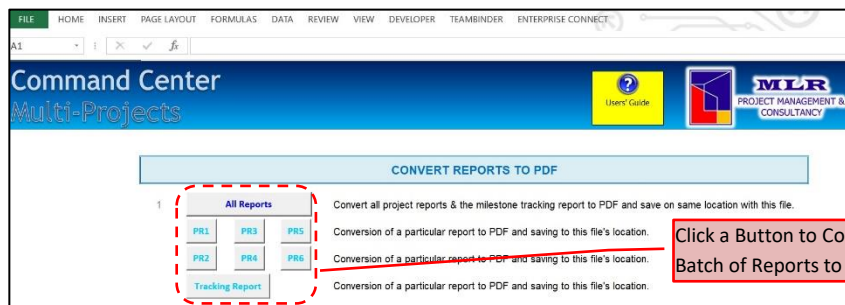 FILE HOME INSERT PAGE LAYOUT FORMULAS DATA REVIEW VIEW DEVELOPER TEAMBINDER ENTERPRISE CONNECT
A1 fx
Command Center
Multi-Projects
Users' Guide
MLR
PROJECT MANAGEMENT &
CONSULTANCY
CONVERT REPORTS TO PDF
1 All Reports Convert all project reports & the milestone tracking report to PDF and save on same location with this file.
PR1 PR3 PR5 Conversion of a particular report to PDF and saving to this file's location.
PR2 PR4 PR6 Conversion of a particular report to PDF and saving to this file's location.
Tracking Report Conversion of a particular report to PDF and saving to this file's location.
Click a Button to Co
Batch of Reports to